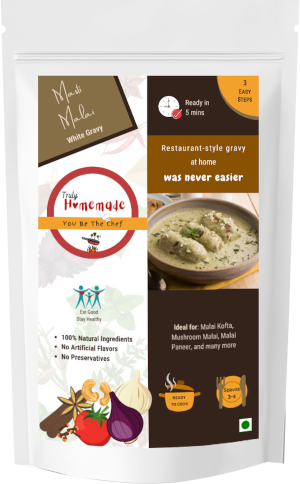 Masti
Malai
White Gravy
Truly
Homemade
You Be The Chef
Eat Good
Stay Healthy
• 100% Natural Ingredients
• No Artificial Flavors
• No Preservatives
Ready in
5 mins
3
Easy
Steps
Restaurant-style gravy
at home
was never easier
Ideal for: Malai Kofta,
Mushroom Malai, Malai
Paneer, and many more
READY
TO COOK
SERVES
3-4